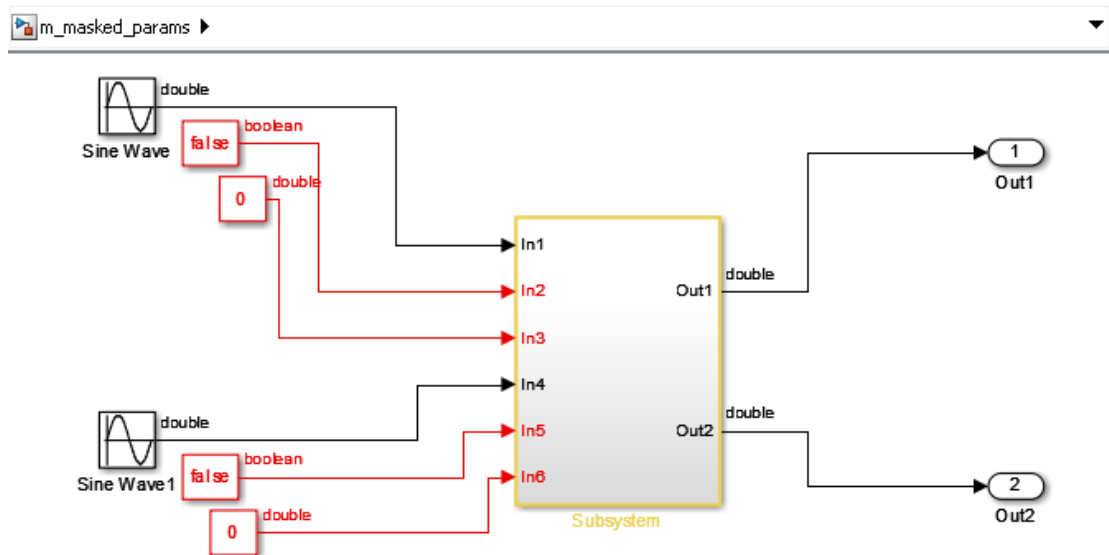 m_masked_params
double
Sine Wave
false
boolean
0
double
In1
In2
In3
In4
In5
In6
Out1
Out2
Subsystem
double
1
Out1
double
2
Out2
double
Sine Wave1
false
boolean
0
double